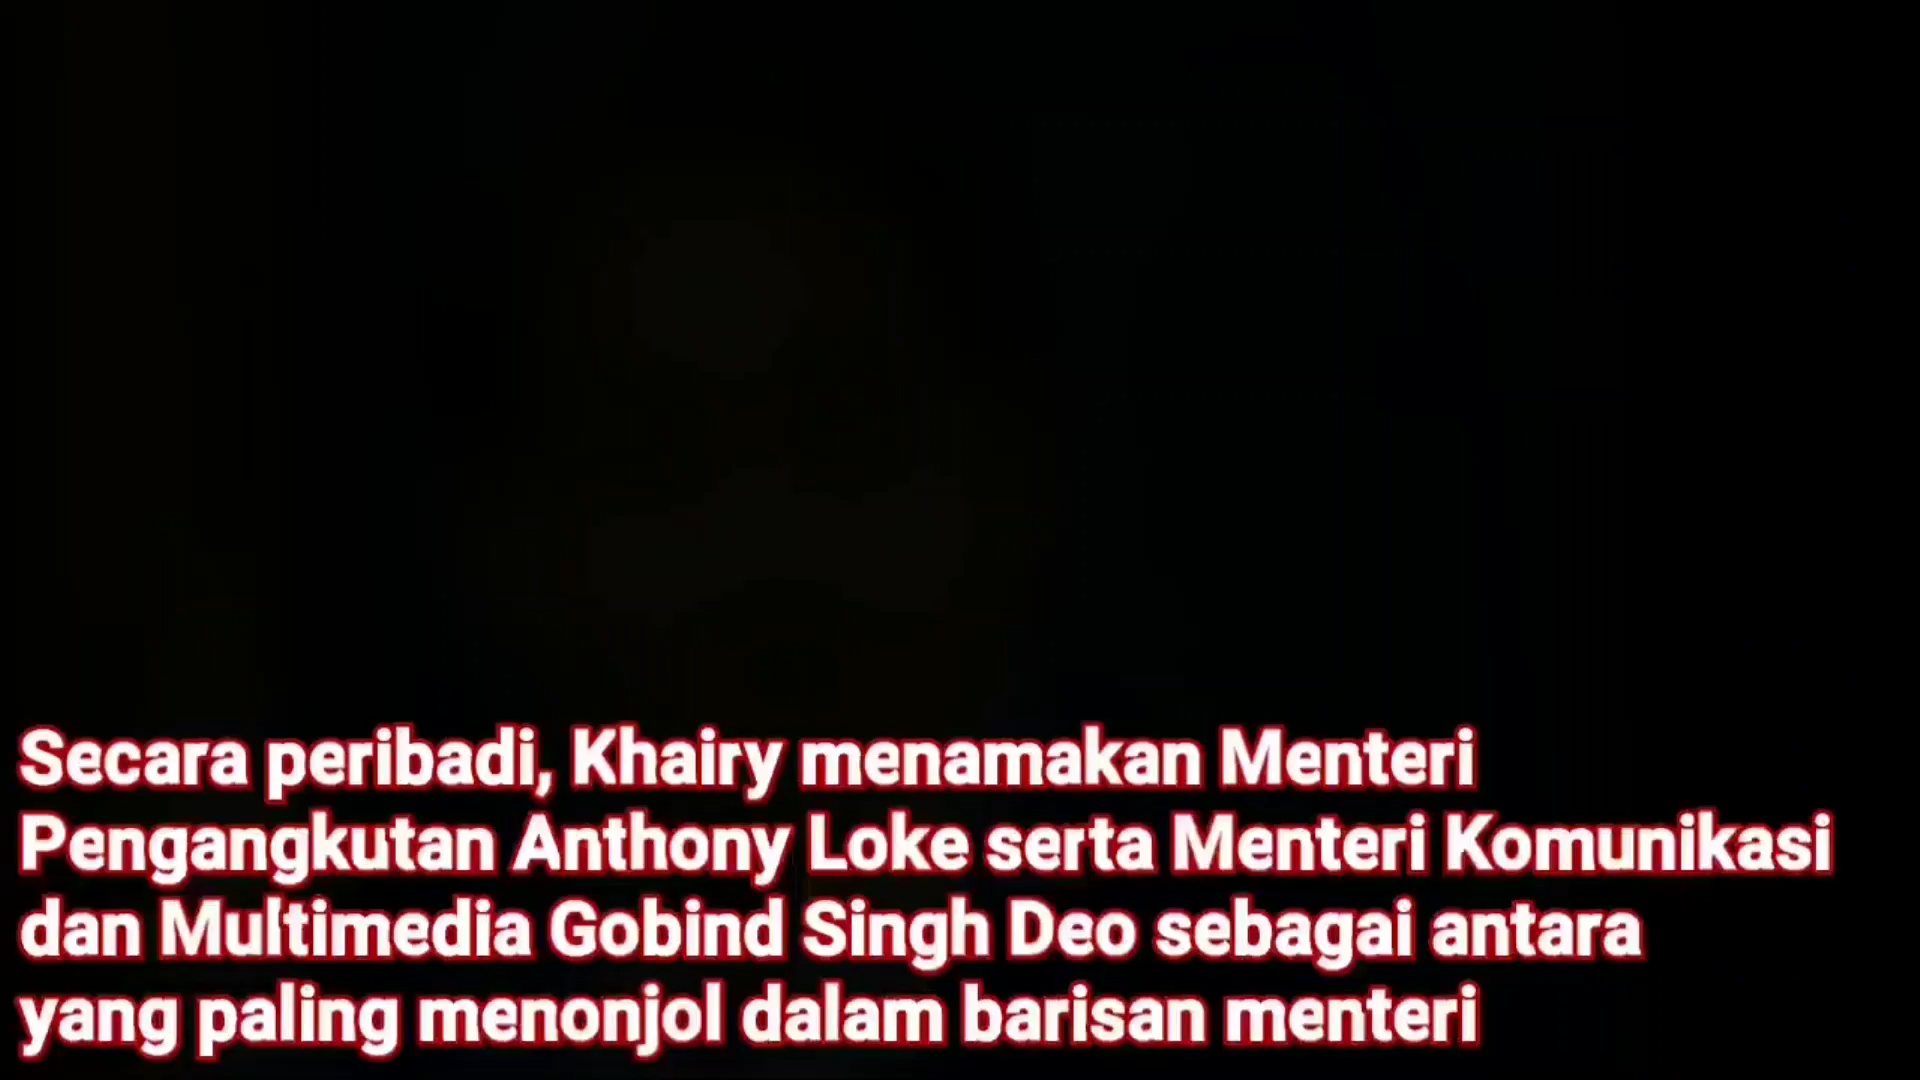 Secara peribadi, Khairy menamakan Menteri
Pengangkutan Anthony Loke serta Menteri Komunikasi
dan Multimedia Gobind Singh Deo sebagai antara
yang paling menonjol dalam barisan menteri